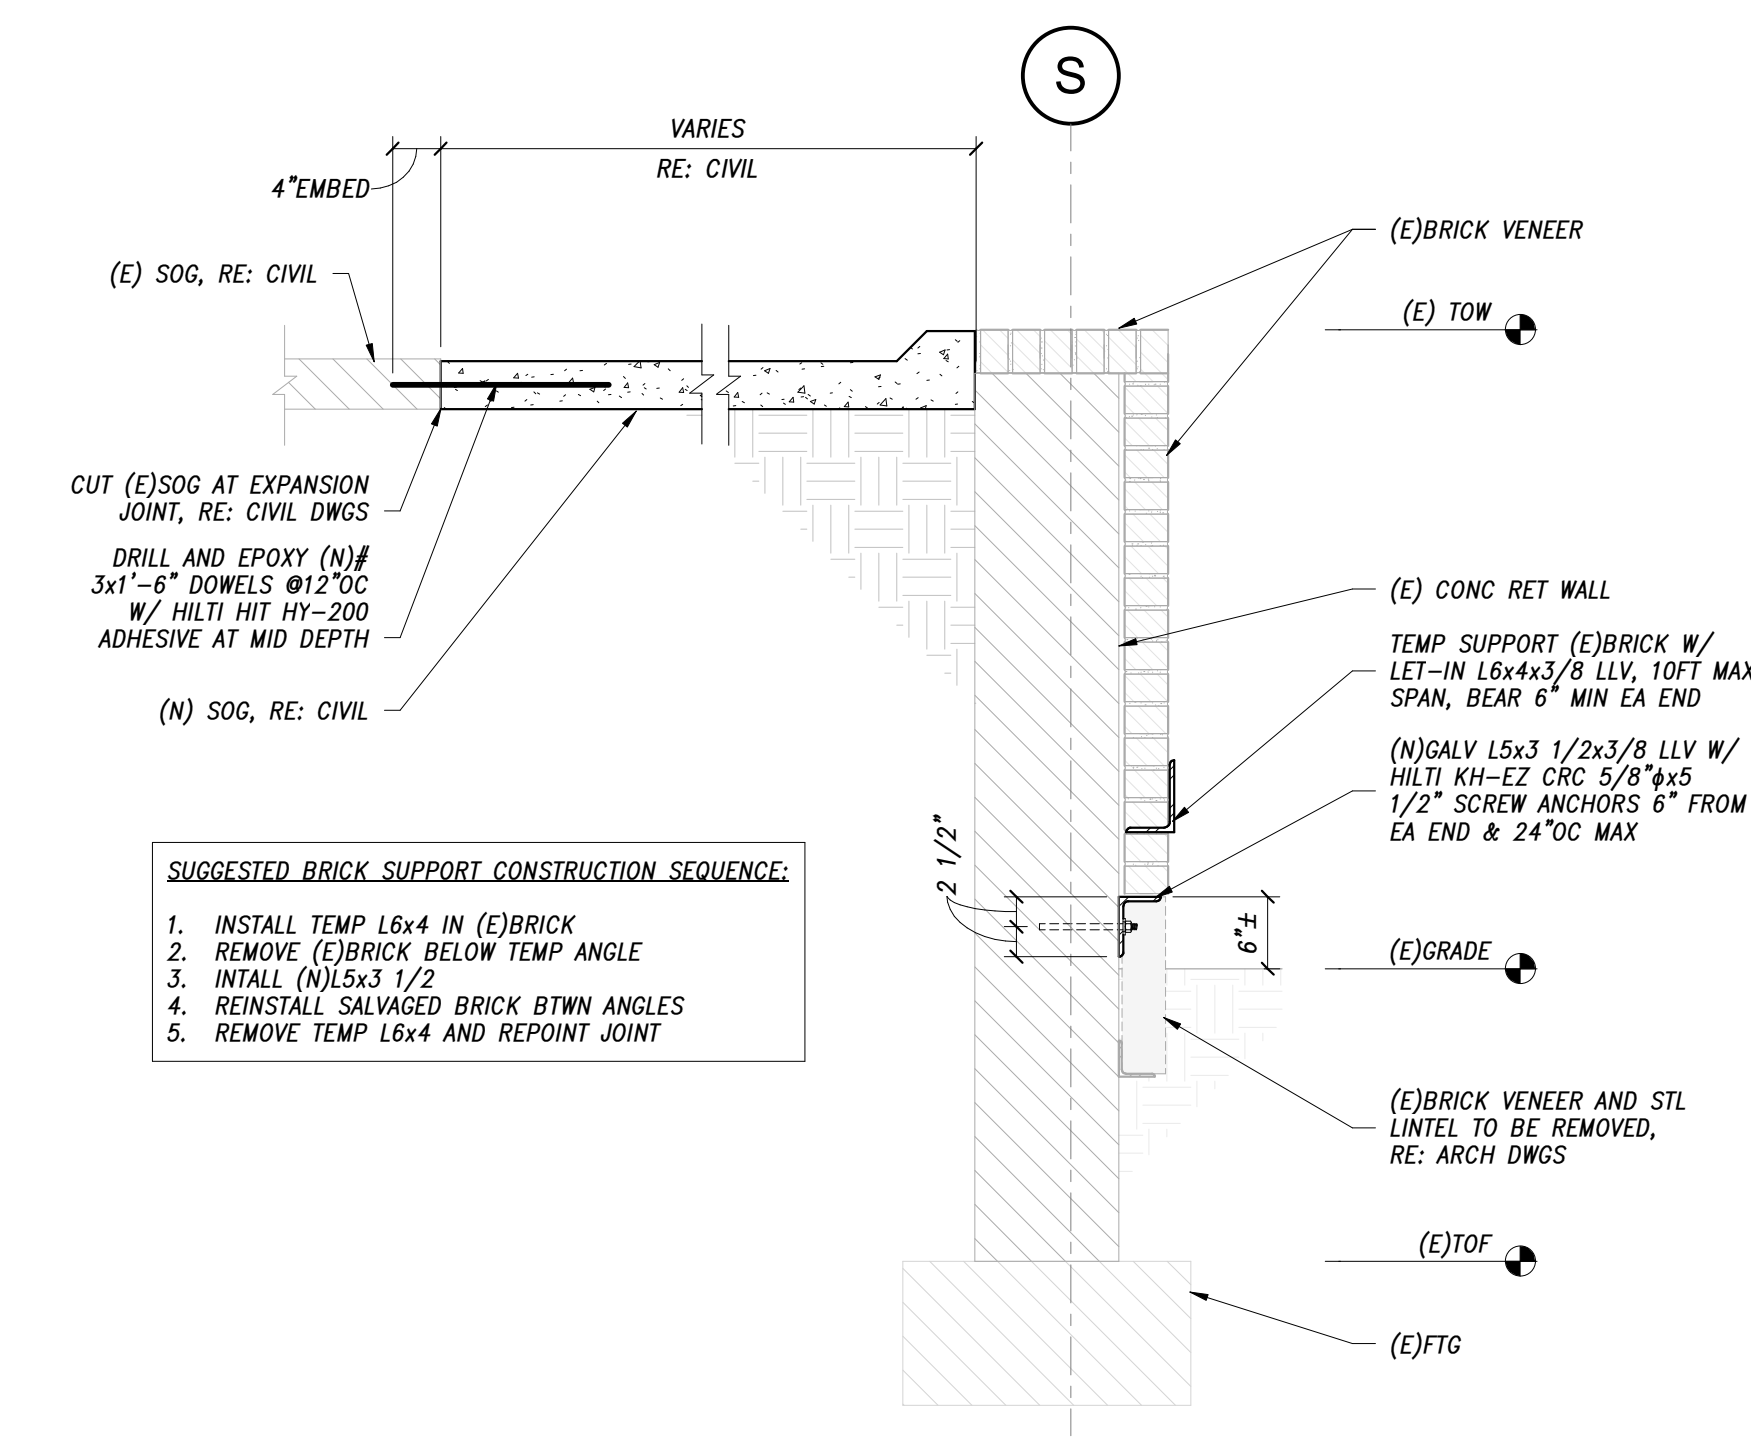 S
VARIES
RE: CIVIL
4"EMBED
(E) SOG, RE: CIVIL
CUT (E)SOG AT EXPANSION
JOINT, RE: CIVIL DWGS
DRILL AND EPOXY (N)#
3x1'-6" DOWELS @12"OC
W/ HILTI HIT HY-200
ADHESIVE AT MID DEPTH
(N) SOG, RE: CIVIL
(E)BRICK VENEER
(E) TOW
(E) CONC RET WALL
TEMP SUPPORT (E)BRICK W/
LET-IN L6x4x3/8 LLV, 10FT MAX
SPAN, BEAR 6" MIN EA END
(N)GALV L5x3 1/2x3/8 LLV W/
HILTI KH-EZ CRC 5/8"ϕx5
1/2" SCREW ANCHORS 6" FROM
EA END & 24"OC MAX
2 1/2"
6"±
(E)GRADE
SUGGESTED BRICK SUPPORT CONSTRUCTION SEQUENCE:
1. INSTALL TEMP L6x4 IN (E)BRICK
2. REMOVE (E)BRICK BELOW TEMP ANGLE
3. INTALL (N)L5x3 1/2
4. REINSTALL SALVAGED BRICK BTWN ANGLES
5. REMOVE TEMP L6x4 AND REPOINT JOINT
(E)BRICK VENEER AND STL
LINTEL TO BE REMOVED,
RE: ARCH DWGS
(E)TOF
(E)FTG